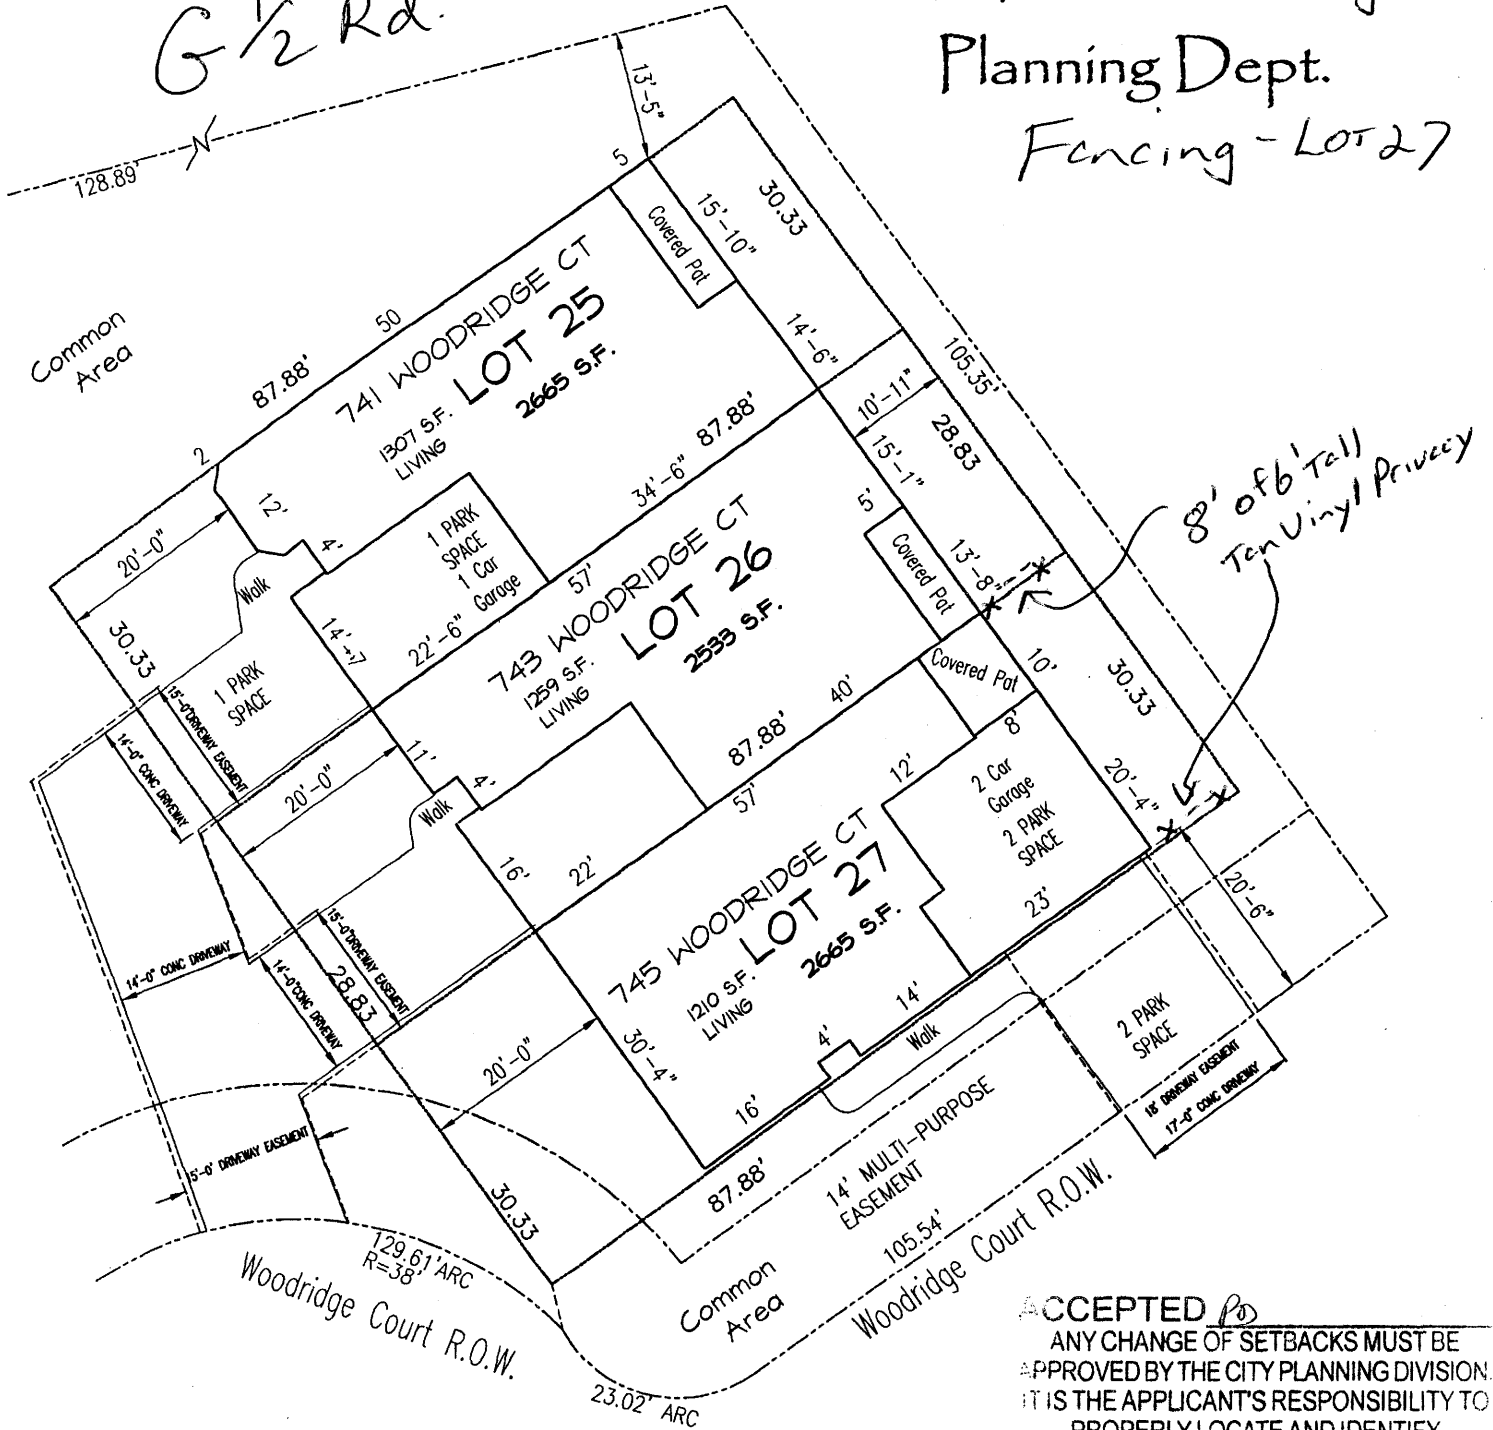 G 1/2 Rd.
Planning Dept.
Fencing - LOT 27
13'-5"
N
128.89'
5
Covered Pat
15'-10"
30.33
Common
Area
50
87.88'
741 WOODRIDGE CT
LOT 25
1307 S.F.
LIVING
2665 S.F.
14'-6"
105.35'
10'-11"
28.83
2
12'
4'
20'-0"
Walk
1 PARK
SPACE
1 Car
Garage
34'-6"
87.88'
15'-1"
5'
Covered Pat
13'-8"
8' of 6' Tall
Tan Vinyl Privacy
30.33
14'-7
22'-6"
57'
743 WOODRIDGE CT
LOT 26
1259 S.F.
LIVING
2533 S.F.
1 PARK
SPACE
15'-0" DRIVEWAY EASEMENT
14'-0" CONC DRIVEWAY
20'-0"
11'
4'
Walk
40'
87.88'
Covered Pat
10'
30.33
8'
12'
2 Car
Garage
2 PARK
SPACE
20'-4"
20'-6"
16'
22'
57'
745 WOODRIDGE CT
LOT 27
1210 S.F.
LIVING
2665 S.F.
23'
14'-0" CONC DRIVEWAY
15'-0" DRIVEWAY EASEMENT
14'-0" CONC DRIVEWAY
28.83
20'-0"
30'-4"
4'
14'
Walk
2 PARK
SPACE
16'
14' MULTI-PURPOSE
EASEMENT
18' DRIVEWAY EASEMENT
17'-0" CONC DRIVEWAY
5'-0' DRIVEWAY EASEMENT
30.33
87.88'
105.54'
129.61' ARC
R=38'
Woodridge Court R.O.W.
Common
Area
Woodridge Court R.O.W.
23.02' ARC
ACCEPTED
ANY CHANGE OF SETBACKS MUST BE
APPROVED BY THE CITY PLANNING DIVISION.
IT IS THE APPLICANT'S RESPONSIBILITY TO
PROPERLY LOCATE AND IDENTIFY